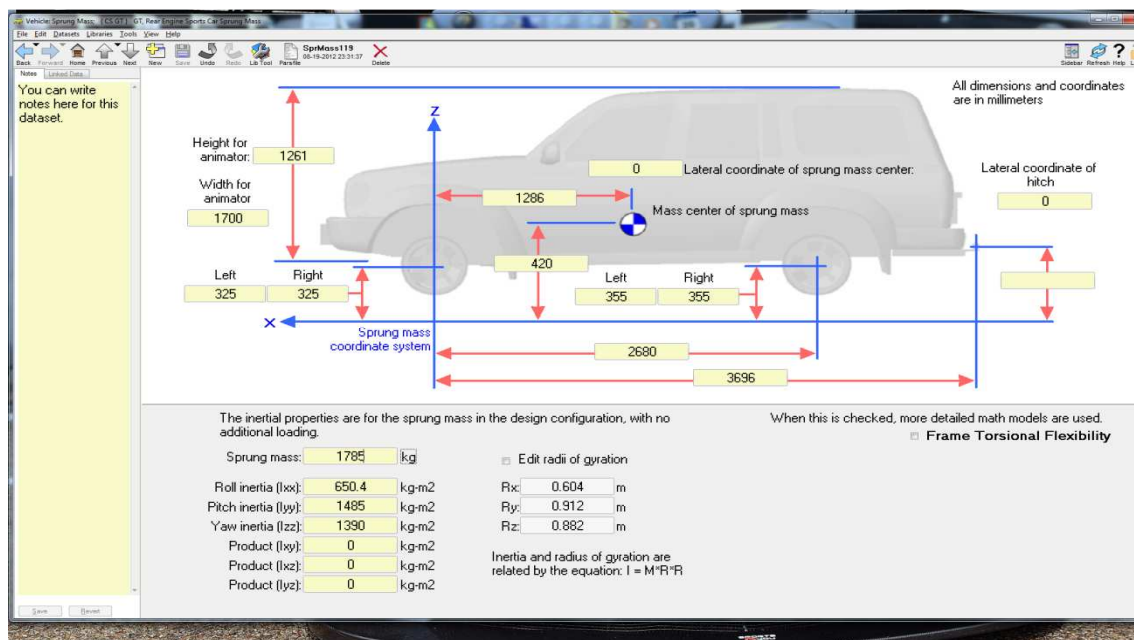 Vehicle: Sprung Mass; { CS GT } GT, Rear Engine Sports Car Sprung Mass
File Edit Datasets Libraries Tools View Help
Back Forward Home Previous Next New Save Undo Redo Lib Tool Parsfile
SprMass119
08-19-2012 23:31:37
Delete
Sidebar Refresh Help
Notes Linked Data
You can write
notes here for this
dataset.
All dimensions and coordinates
are in millimeters
Z
Height for
animator: 1261
Width for
animator
1700
0 Lateral coordinate of sprung mass center:
Lateral coordinate of
hitch
0
1286
Mass center of sprung mass
420
Left Right
325 325
Left Right
355 355
X
Sprung mass
coordinate system
2680
3696
The inertial properties are for the sprung mass in the design configuration, with no
additional loading.
When this is checked, more detailed math models are used.
Frame Torsional Flexibility
Sprung mass: 1785 kg
Edit radii of gyration
Roll inertia (Ixx): 650.4 kg-m2
Rx: 0.604 m
Pitch inertia (Iyy): 1485 kg-m2
Ry: 0.912 m
Yaw inertia (Izz): 1390 kg-m2
Rz: 0.882 m
Product (Ixy): 0 kg-m2
Product (Ixz): 0 kg-m2
Product (Iyz): 0 kg-m2
Inertia and radius of gyration are
related by the equation: I = M*R*R
Save Revert